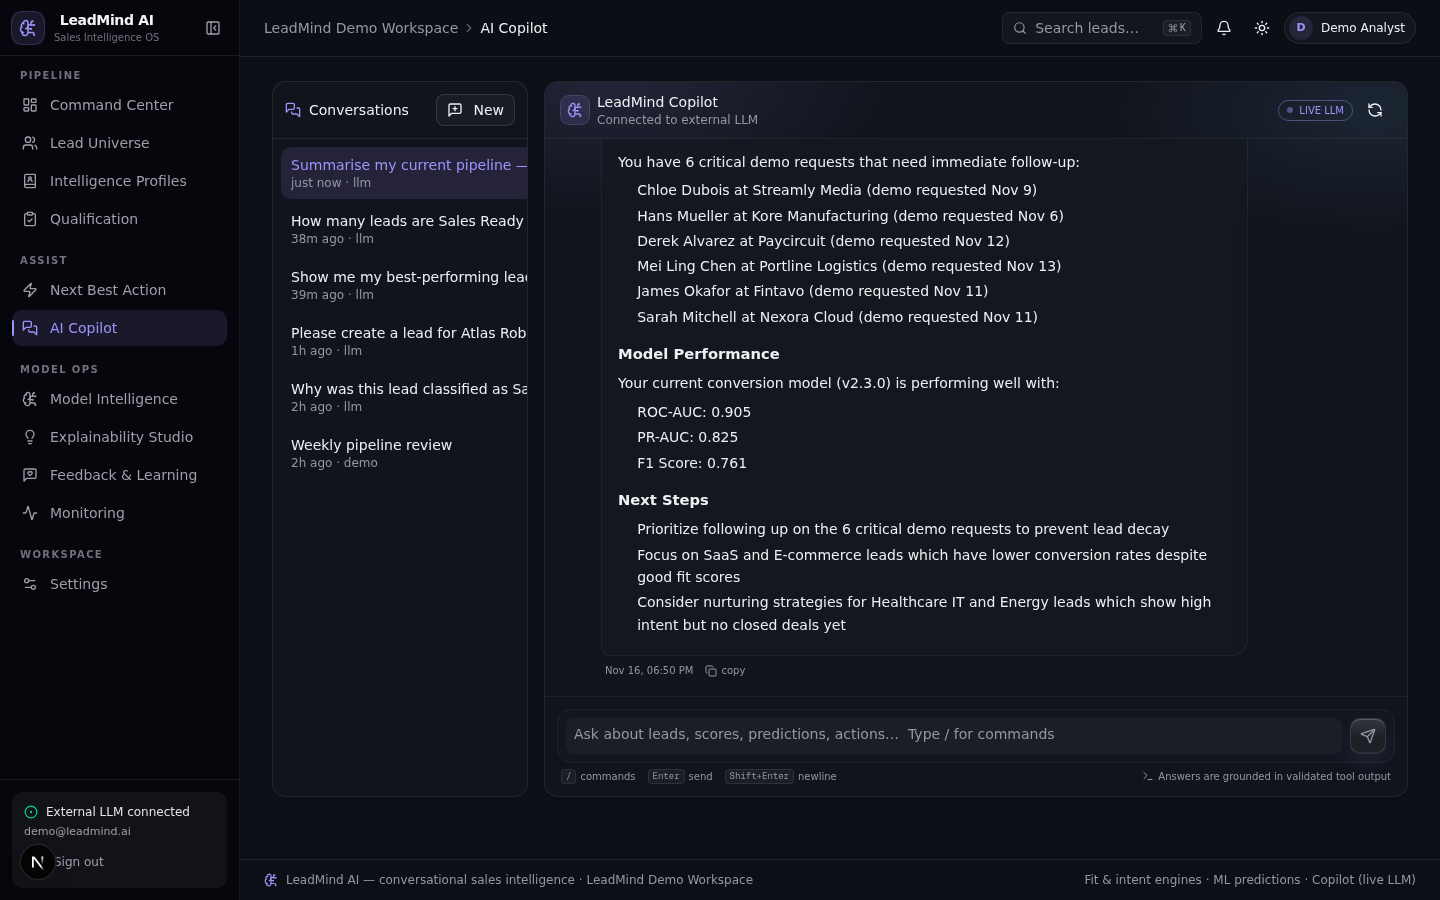 LeadMind AI
Sales Intelligence OS
PIPELINE
Command Center
Lead Universe
Intelligence Profiles
Qualification
ASSIST
Next Best Action
AI Copilot
MODEL OPS
Model Intelligence
Explainability Studio
Feedback & Learning
Monitoring
WORKSPACE
Settings
External LLM connected
demo@leadmind.ai
N
Sign out
LeadMind Demo Workspace > AI Copilot
Search leads… ⌘K
D Demo Analyst
Conversations
New
Summarise my current pipeline —
just now · llm
How many leads are Sales Ready
38m ago · llm
Show me my best-performing lead
39m ago · llm
Please create a lead for Atlas Rob
1h ago · llm
Why was this lead classified as Sa
2h ago · llm
Weekly pipeline review
2h ago · demo
LeadMind Copilot
Connected to external LLM
LIVE LLM
You have 6 critical demo requests that need immediate follow-up:
Chloe Dubois at Streamly Media (demo requested Nov 9)
Hans Mueller at Kore Manufacturing (demo requested Nov 6)
Derek Alvarez at Paycircuit (demo requested Nov 12)
Mei Ling Chen at Portline Logistics (demo requested Nov 13)
James Okafor at Fintavo (demo requested Nov 11)
Sarah Mitchell at Nexora Cloud (demo requested Nov 11)
Model Performance
Your current conversion model (v2.3.0) is performing well with:
ROC-AUC: 0.905
PR-AUC: 0.825
F1 Score: 0.761
Next Steps
Prioritize following up on the 6 critical demo requests to prevent lead decay
Focus on SaaS and E-commerce leads which have lower conversion rates despite
good fit scores
Consider nurturing strategies for Healthcare IT and Energy leads which show high
intent but no closed deals yet
Nov 16, 06:50 PM copy
Ask about leads, scores, predictions, actions… Type / for commands
/ commands Enter send Shift+Enter newline
Answers are grounded in validated tool output
LeadMind AI — conversational sales intelligence · LeadMind Demo Workspace
Fit & intent engines · ML predictions · Copilot (live LLM)